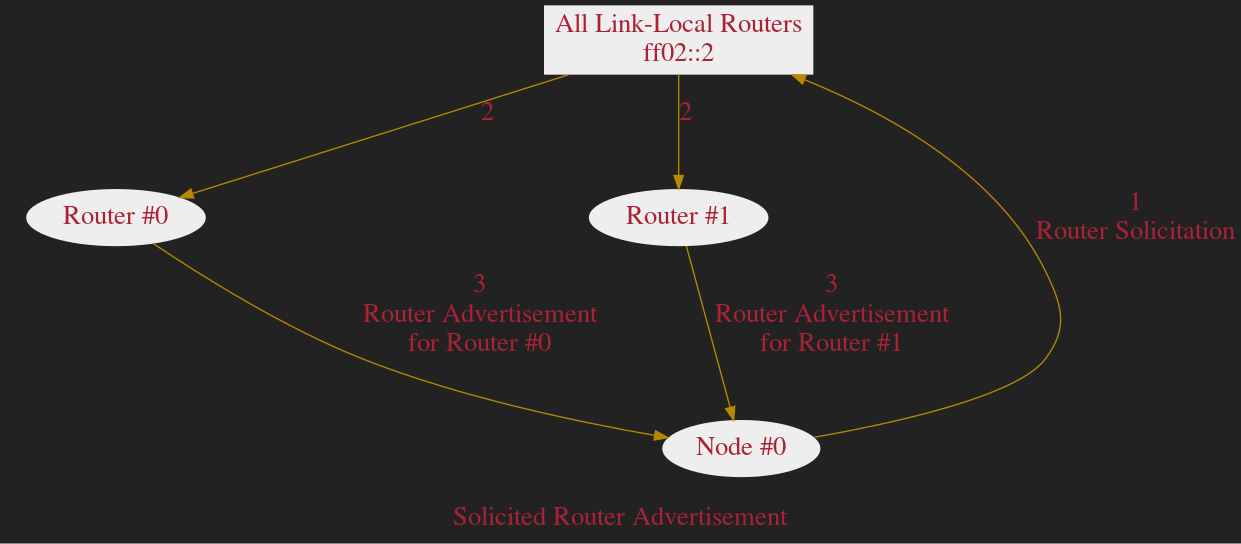 All Link-Local Routers
ff02::2
2
2
1
Router Solicitation
Router #0
Router #1
3
Router Advertisement
for Router #0
3
Router Advertisement
for Router #1
Node #0
Solicited Router Advertisement